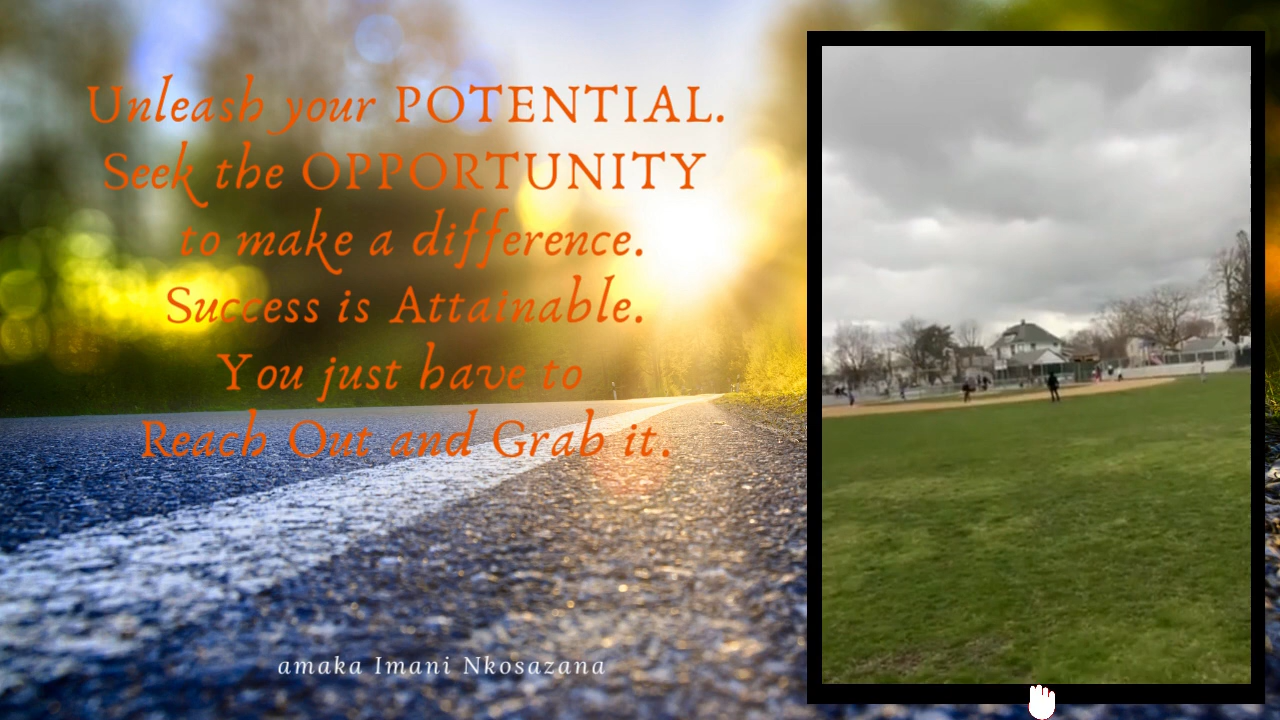 Unleash your POTENTIAL.
Seek the OPPORTUNITY
to make a difference.
Success is Attainable.
You just have to
Reach Out and Grab it.
amaka Imani Nkosazana